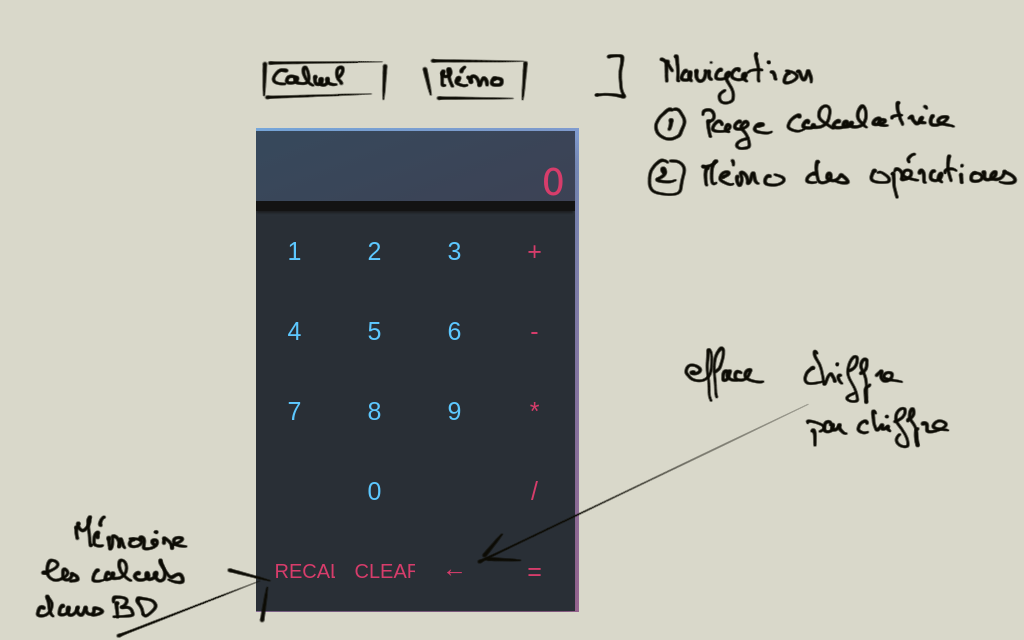 Calcul
Mémo
Navigation
① Page calculatrice
② Mémo des opérations
0
1 2 3 +
4 5 6 -
7 8 9 *
0 /
efface chiffre
par chiffre
Mémoire
les calculs
dans BD
RECAL CLEAR ← =